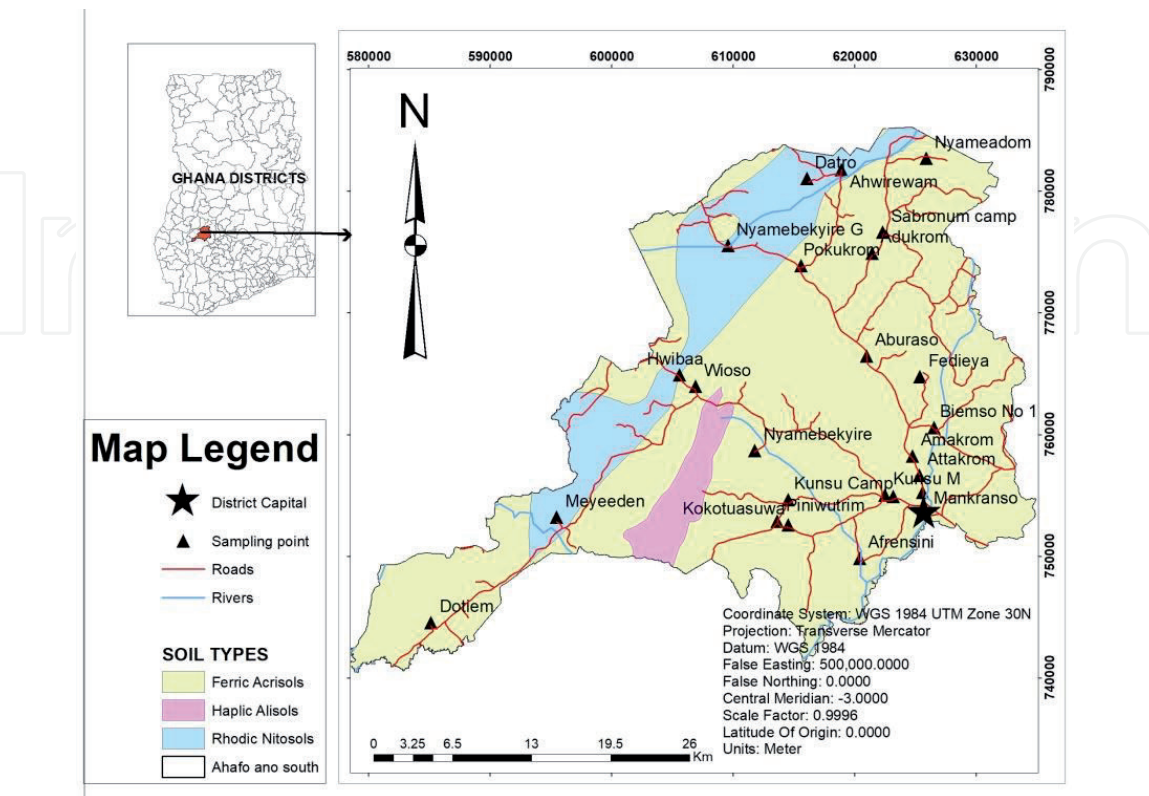 GHANA DISTRICTS
580000
590000
600000
610000
620000
630000
790000
780000
770000
760000
750000
740000
N
Nyameadom
Datro
Ahwirewam
Sabronum camp
Adukrom
Nyamebekyire G
Pokukrom
Aburaso
Fedieya
Hwibaa
Wioso
Biemso No 1
Amakrom
Attakrom
Nyamebekyire
Kunsu Camp
Kunsu M
Mankranso
Kokotuasuwa
Piniwutrim
Meyeeden
Afrensini
Dotiem
Map Legend
District Capital
Sampling point
Roads
Rivers
SOIL TYPES
Ferric Acrisols
Haplic Alisols
Rhodic Nitosols
Ahafo ano south
Coordinate System: WGS 1984 UTM Zone 30N
Projection: Transverse Mercator
Datum: WGS 1984
False Easting: 500,000.0000
False Northing: 0.0000
Central Meridian: -3.0000
Scale Factor: 0.9996
Latitude Of Origin: 0.0000
Units: Meter
0 3.25 6.5 13 19.5 26
Km